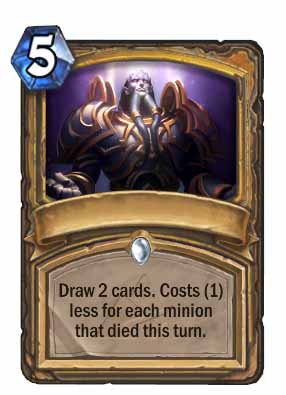 5
Draw 2 cards. Costs (1)
less for each minion
that died this turn.